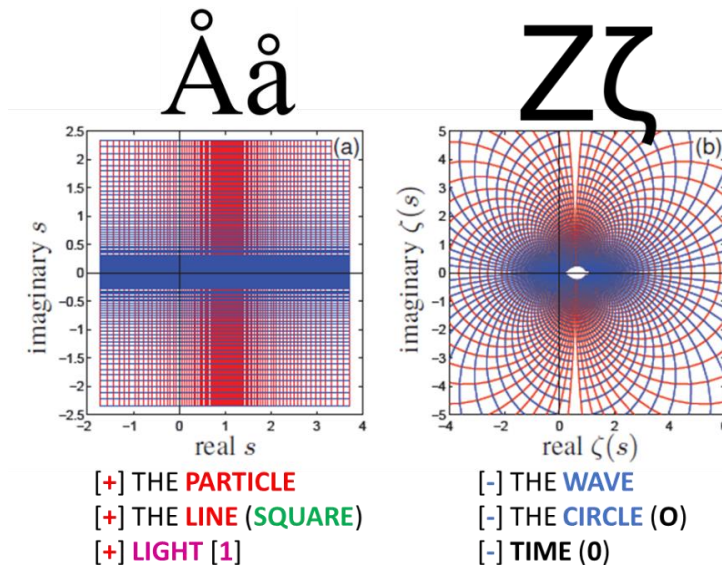 Åå
Zζ
(a)
2.5
2
1.5
1
0.5
0
−0.5
−1
−1.5
−2
−2.5
−2
−1
0
1
2
3
4
imaginary s
real s
(b)
5
4
3
2
1
0
−1
−2
−3
−4
−5
−4
−2
0
2
4
6
imaginary ζ(s)
real ζ(s)
[+] THE PARTICLE
[+] THE LINE (SQUARE)
[+] LIGHT [1]
[-] THE WAVE
[-] THE CIRCLE (O)
[-] TIME (0)